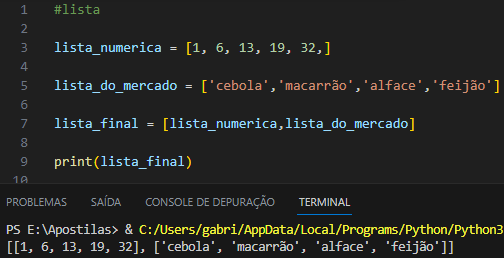 1 #lista
2
3 lista_numerica = [1, 6, 13, 19, 32,]
4
5 lista_do_mercado = ['cebola','macarrão','alface','feijão']
6
7 lista_final = [lista_numerica,lista_do_mercado]
8
9 print(lista_final)
10
PROBLEMAS SAÍDA CONSOLE DE DEPURAÇÃO TERMINAL
PS E:\Apostilas> & C:/Users/gabri/AppData/Local/Programs/Python/Python3
[[1, 6, 13, 19, 32], ['cebola', 'macarrão', 'alface', 'feijão']]